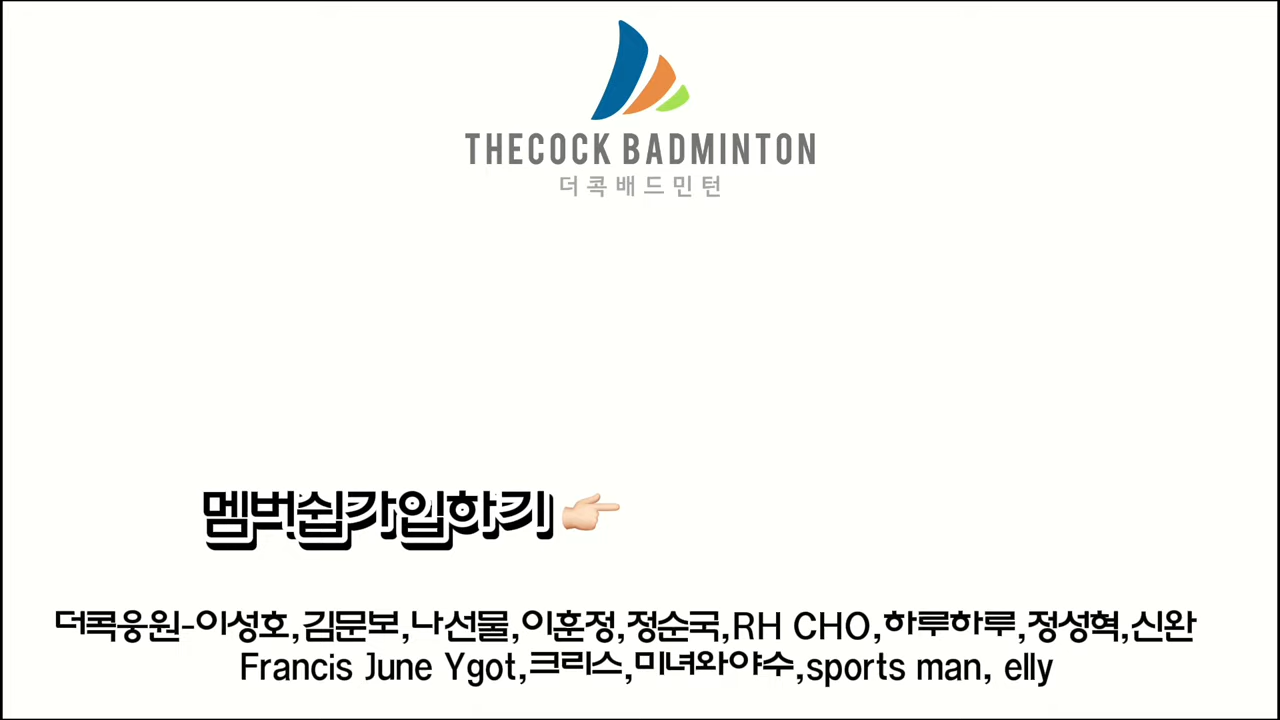 THECOCK BADMINTON
더콕배드민턴
멤버쉽가입하기👉🏻
더콕응원-이성호,김문보,나선물,이훈정,정순국,RH CHO,하루하루,정성혁,신완
Francis June Ygot,크리스,미녀와야수,sports man, elly